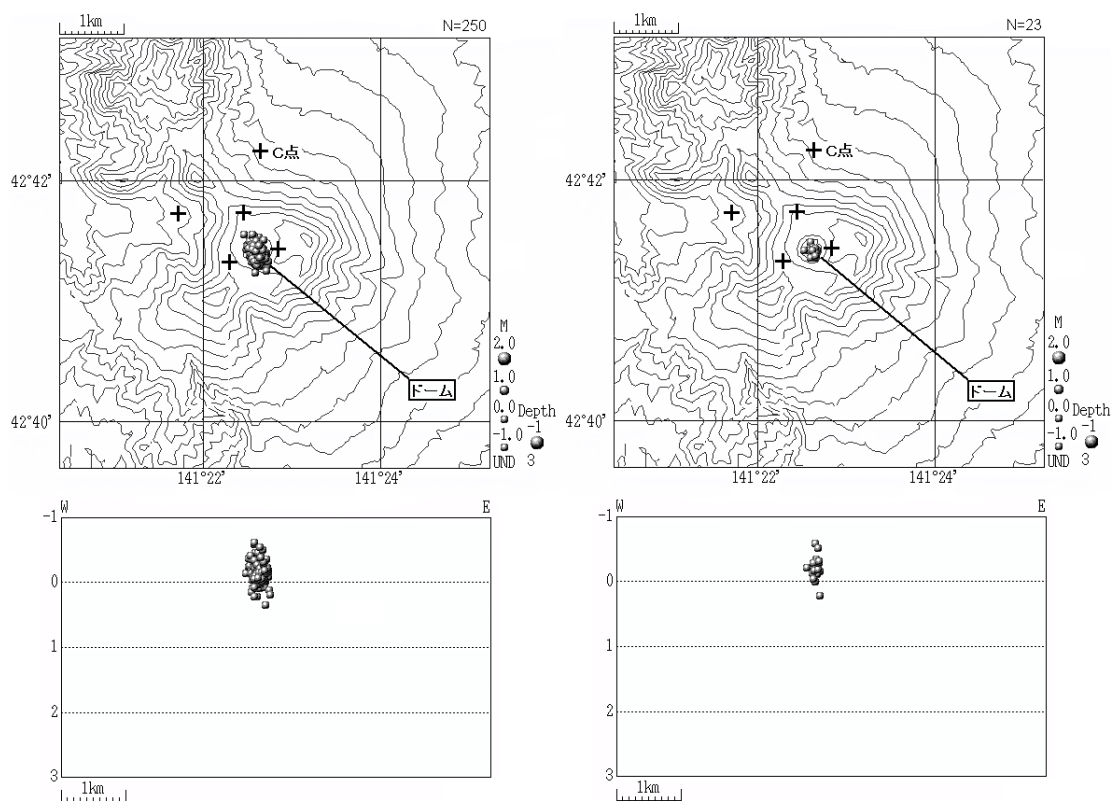 1km
N=250
C点
42°42'
M
2.0
1.0
0.0
Depth
-1.0
-1
UND
3
ドーム
42°40'
141°22'
141°24'
W
E
-1
0
1
2
3
1km
1km
N=23
C点
42°42'
M
2.0
1.0
0.0
Depth
-1.0
-1
UND
3
ドーム
42°40'
141°22'
141°24'
W
E
-1
0
1
2
3
1km